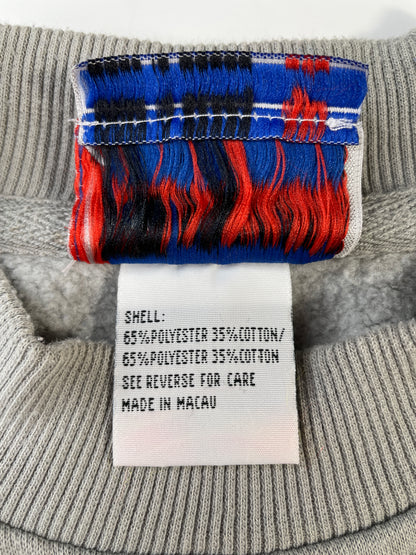 SHELL:
65%POLYESTER 35%COTTON/
65%POLYESTER 35%COTTON
SEE REVERSE FOR CARE
MADE IN MACAU